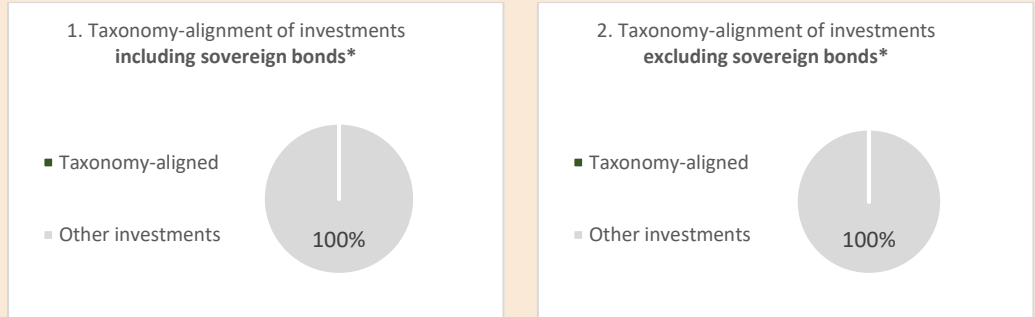 1. Taxonomy-alignment of investments
including sovereign bonds*
Taxonomy-aligned
Other investments
100%
2. Taxonomy-alignment of investments
excluding sovereign bonds*
Taxonomy-aligned
Other investments
100%